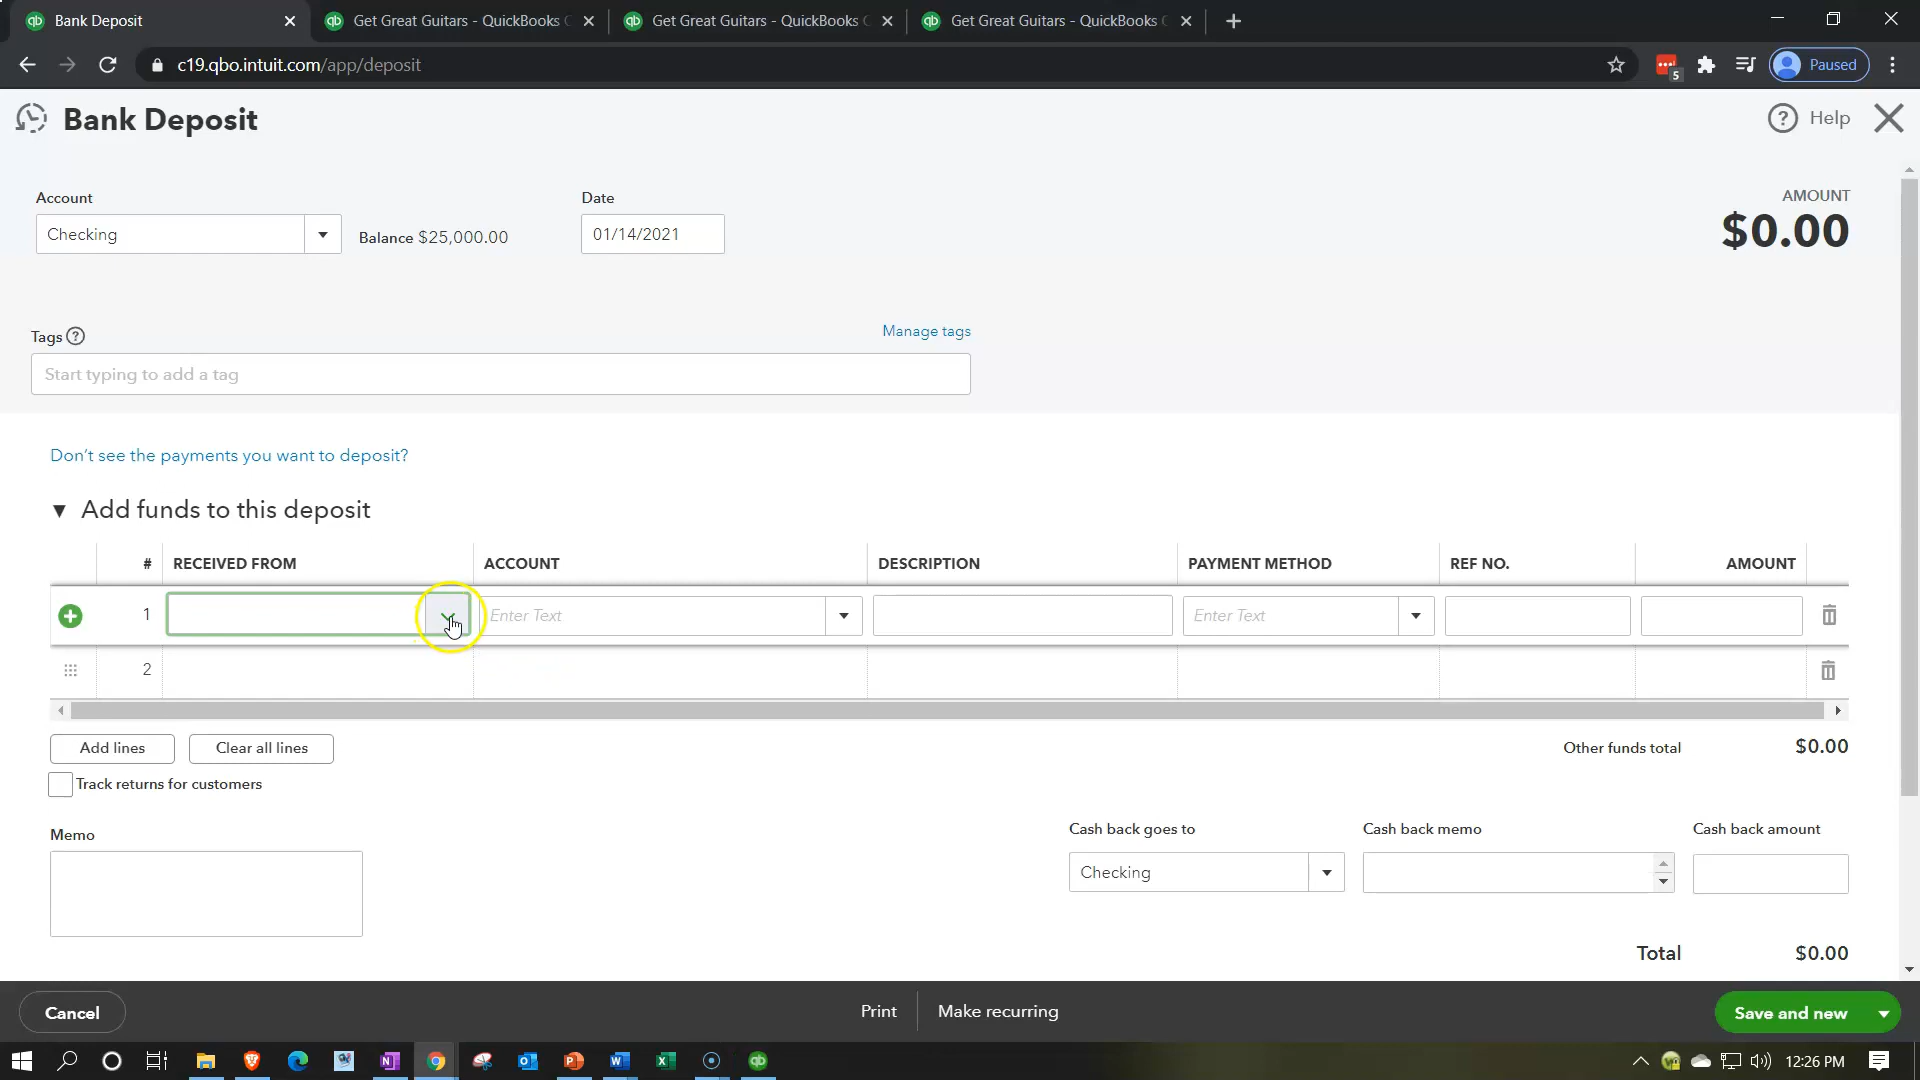 Bank Deposit
Get Great Guitars - QuickBooks
Get Great Guitars - QuickBooks
Get Great Guitars - QuickBooks
c19.qbo.intuit.com/app/deposit
5
Paused
Bank Deposit
? Help
Account
Date
AMOUNT
Checking
Balance $25,000.00
01/14/2021
$0.00
Tags ?
Manage tags
Start typing to add a tag
Don't see the payments you want to deposit?
Add funds to this deposit
# RECEIVED FROM ACCOUNT DESCRIPTION PAYMENT METHOD REF NO. AMOUNT
1 Enter Text Enter Text
2
Add lines Clear all lines
Other funds total $0.00
Track returns for customers
Memo
Cash back goes to
Cash back memo
Cash back amount
Checking
Total $0.00
Cancel
Print
Make recurring
Save and new
12:26 PM